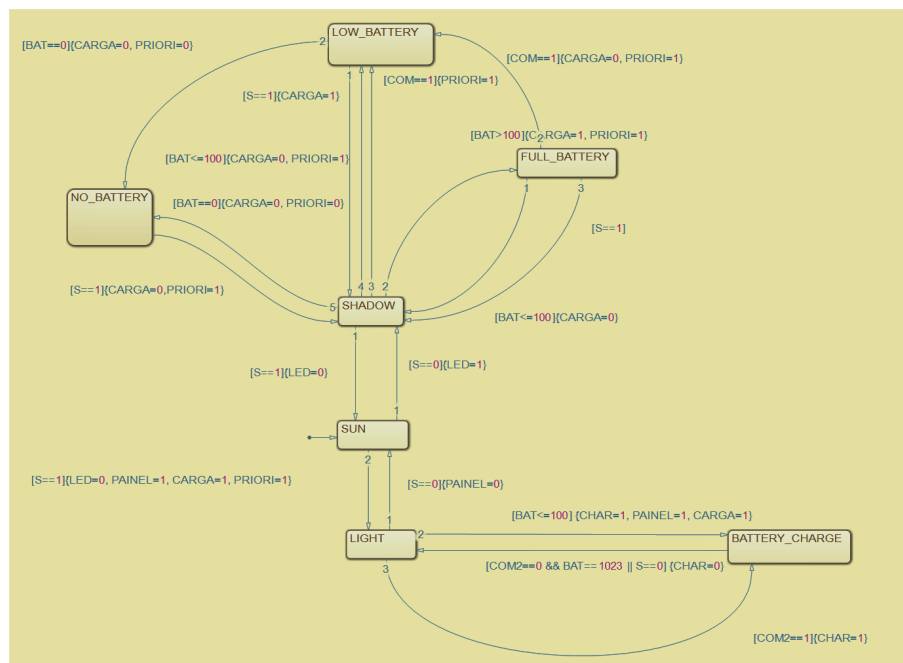 LOW_BATTERY
[BAT==0]{CARGA=0, PRIORI=0}
2
[COM==1]{CARGA=0, PRIORI=1}
1
[COM==1]{PRIORI=1}
[S==1]{CARGA=1}
[BAT>100]{CARGA=1, PRIORI=1}
2
[BAT<=100]{CARGA=0, PRIORI=1}
FULL_BATTERY
1
3
NO_BATTERY
[BAT==0]{CARGA=0, PRIORI=0}
[S==1]
[S==1]{CARGA=0,PRIORI=1}
4
3
2
5
SHADOW
[BAT<=100]{CARGA=0}
1
[S==0]{LED=1}
[S==1]{LED=0}
1
SUN
2
[S==1]{LED=0, PAINEL=1, CARGA=1, PRIORI=1}
[S==0]{PAINEL=0}
1
[BAT<=100] {CHAR=1, PAINEL=1, CARGA=1}
LIGHT
2
BATTERY_CHARGE
3
[COM2==0 && BAT==1023 || S==0] {CHAR=0}
[COM2==1]{CHAR=1}